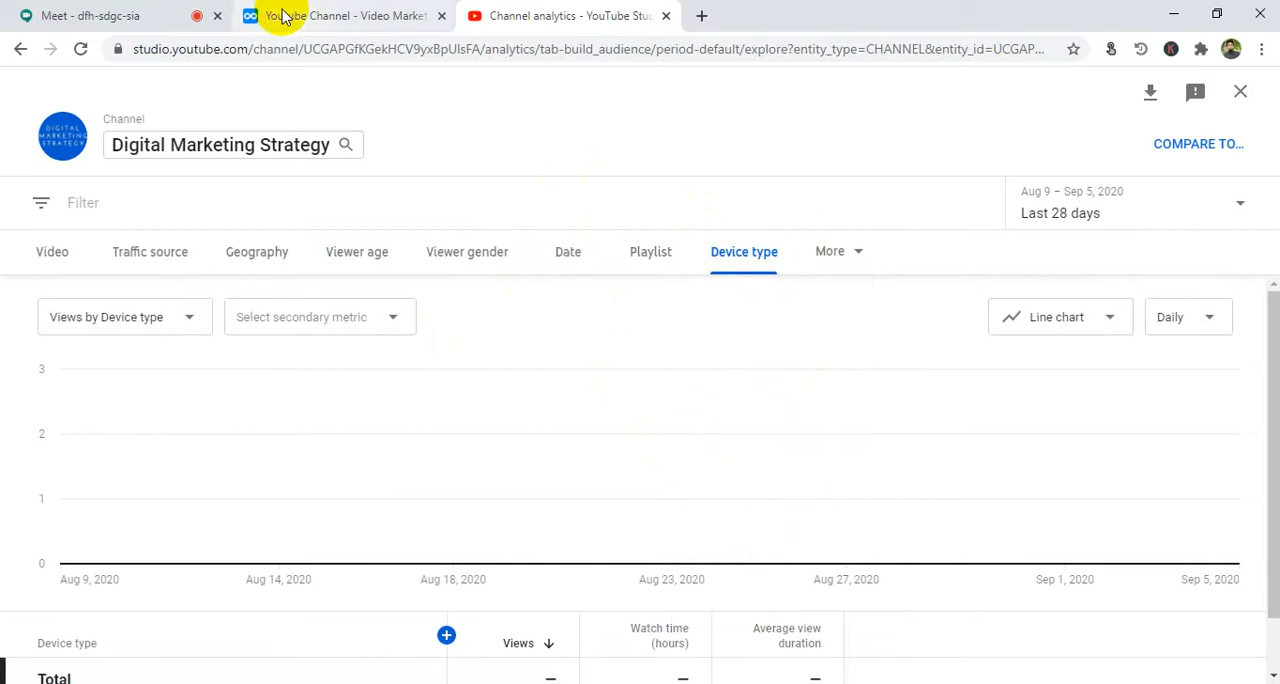 Meet - dfh-sdgc-sia
Youtube Channel - Video Market
Channel analytics - YouTube Stud
studio.youtube.com/channel/UCGAPGfKGekHCV9yxBpUIsFA/analytics/tab-build_audience/period-default/explore?entity_type=CHANNEL&entity_id=UCGAP...
K
Channel
DIGITAL
MARKETING
STRATEGY
Digital Marketing Strategy
COMPARE TO...
Filter
Aug 9 – Sep 5, 2020
Last 28 days
Video Traffic source Geography Viewer age Viewer gender Date Playlist Device type More
Views by Device type Select secondary metric Line chart Daily
3
2
1
0
Aug 9, 2020 Aug 14, 2020 Aug 18, 2020 Aug 23, 2020 Aug 27, 2020 Sep 1, 2020 Sep 5, 2020
Device type Views Watch time (hours) Average view duration
Total — — —